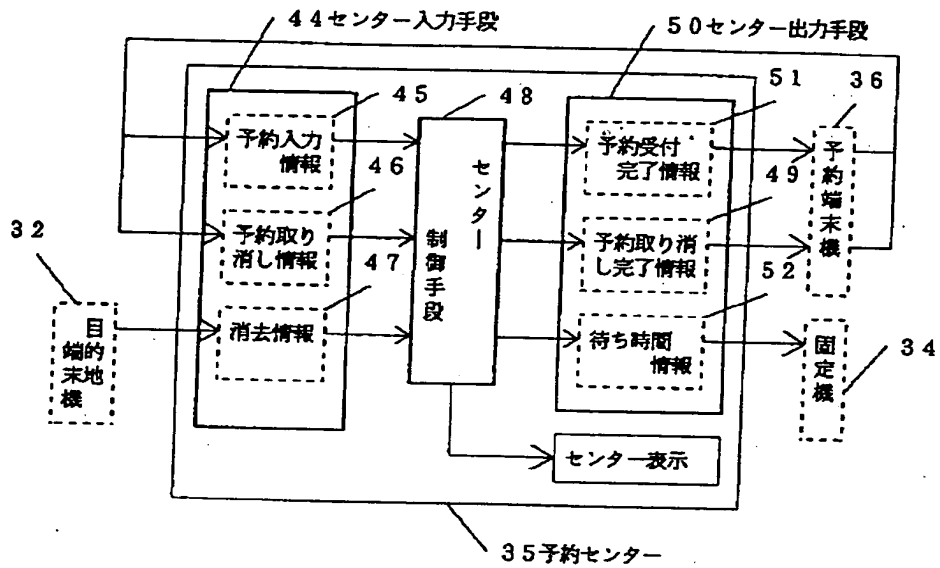 44センター入力手段
50センター出力手段
45
48
51
36
予約入力
情報
46
予約取り
消し情報
47
消去情報
32
目的地
端末機
センター
制御手段
予約受付
完了情報
49
予約取り消
し完了情報
52
待ち時間
情報
予約端末機
固定機
34
センター表示
35予約センター